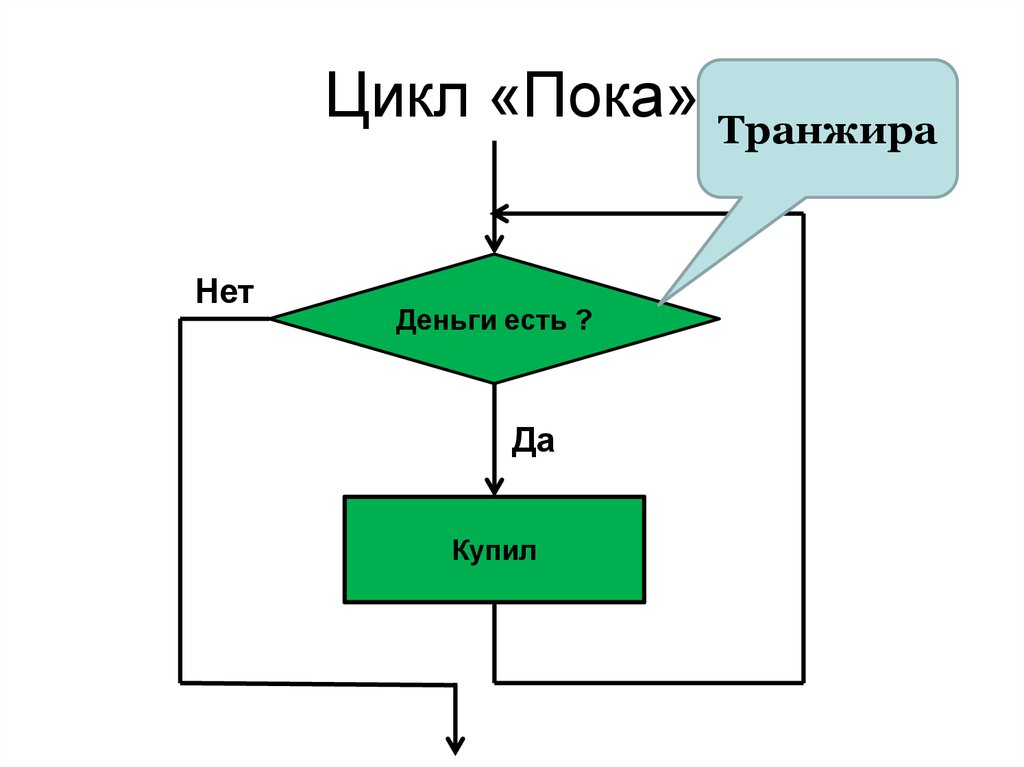 Цикл «Пока»
Транжира
Нет
Деньги есть ?
Да
Купил